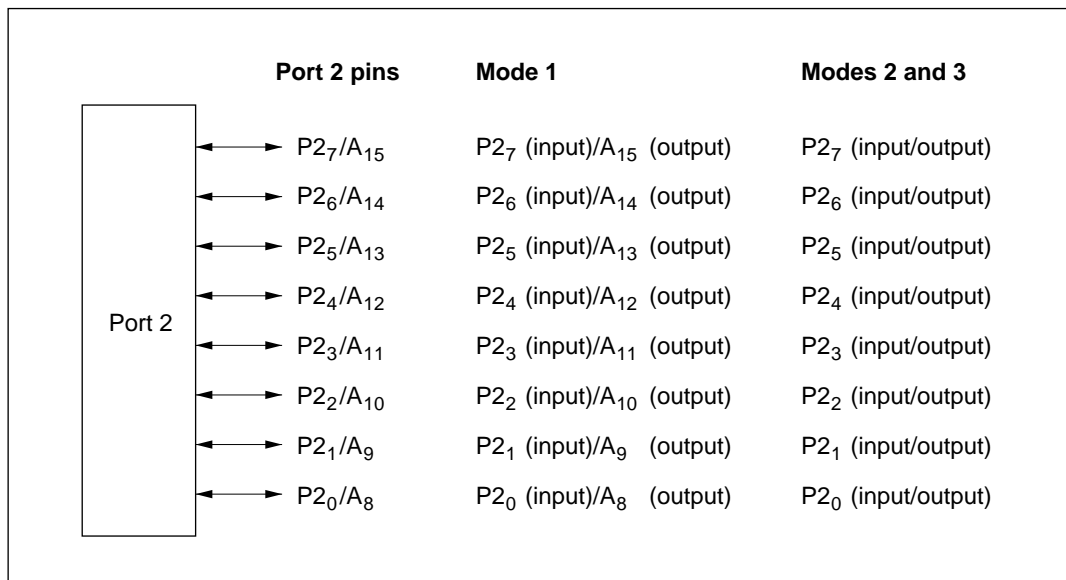 Port 2 pins Mode 1 Modes 2 and 3
P2₇/A₁₅ P2₇ (input)/A₁₅ (output) P2₇ (input/output)
P2₆/A₁₄ P2₆ (input)/A₁₄ (output) P2₆ (input/output)
P2₅/A₁₃ P2₅ (input)/A₁₃ (output) P2₅ (input/output)
P2₄/A₁₂ P2₄ (input)/A₁₂ (output) P2₄ (input/output)
Port 2
P2₃/A₁₁ P2₃ (input)/A₁₁ (output) P2₃ (input/output)
P2₂/A₁₀ P2₂ (input)/A₁₀ (output) P2₂ (input/output)
P2₁/A₉ P2₁ (input)/A₉ (output) P2₁ (input/output)
P2₀/A₈ P2₀ (input)/A₈ (output) P2₀ (input/output)